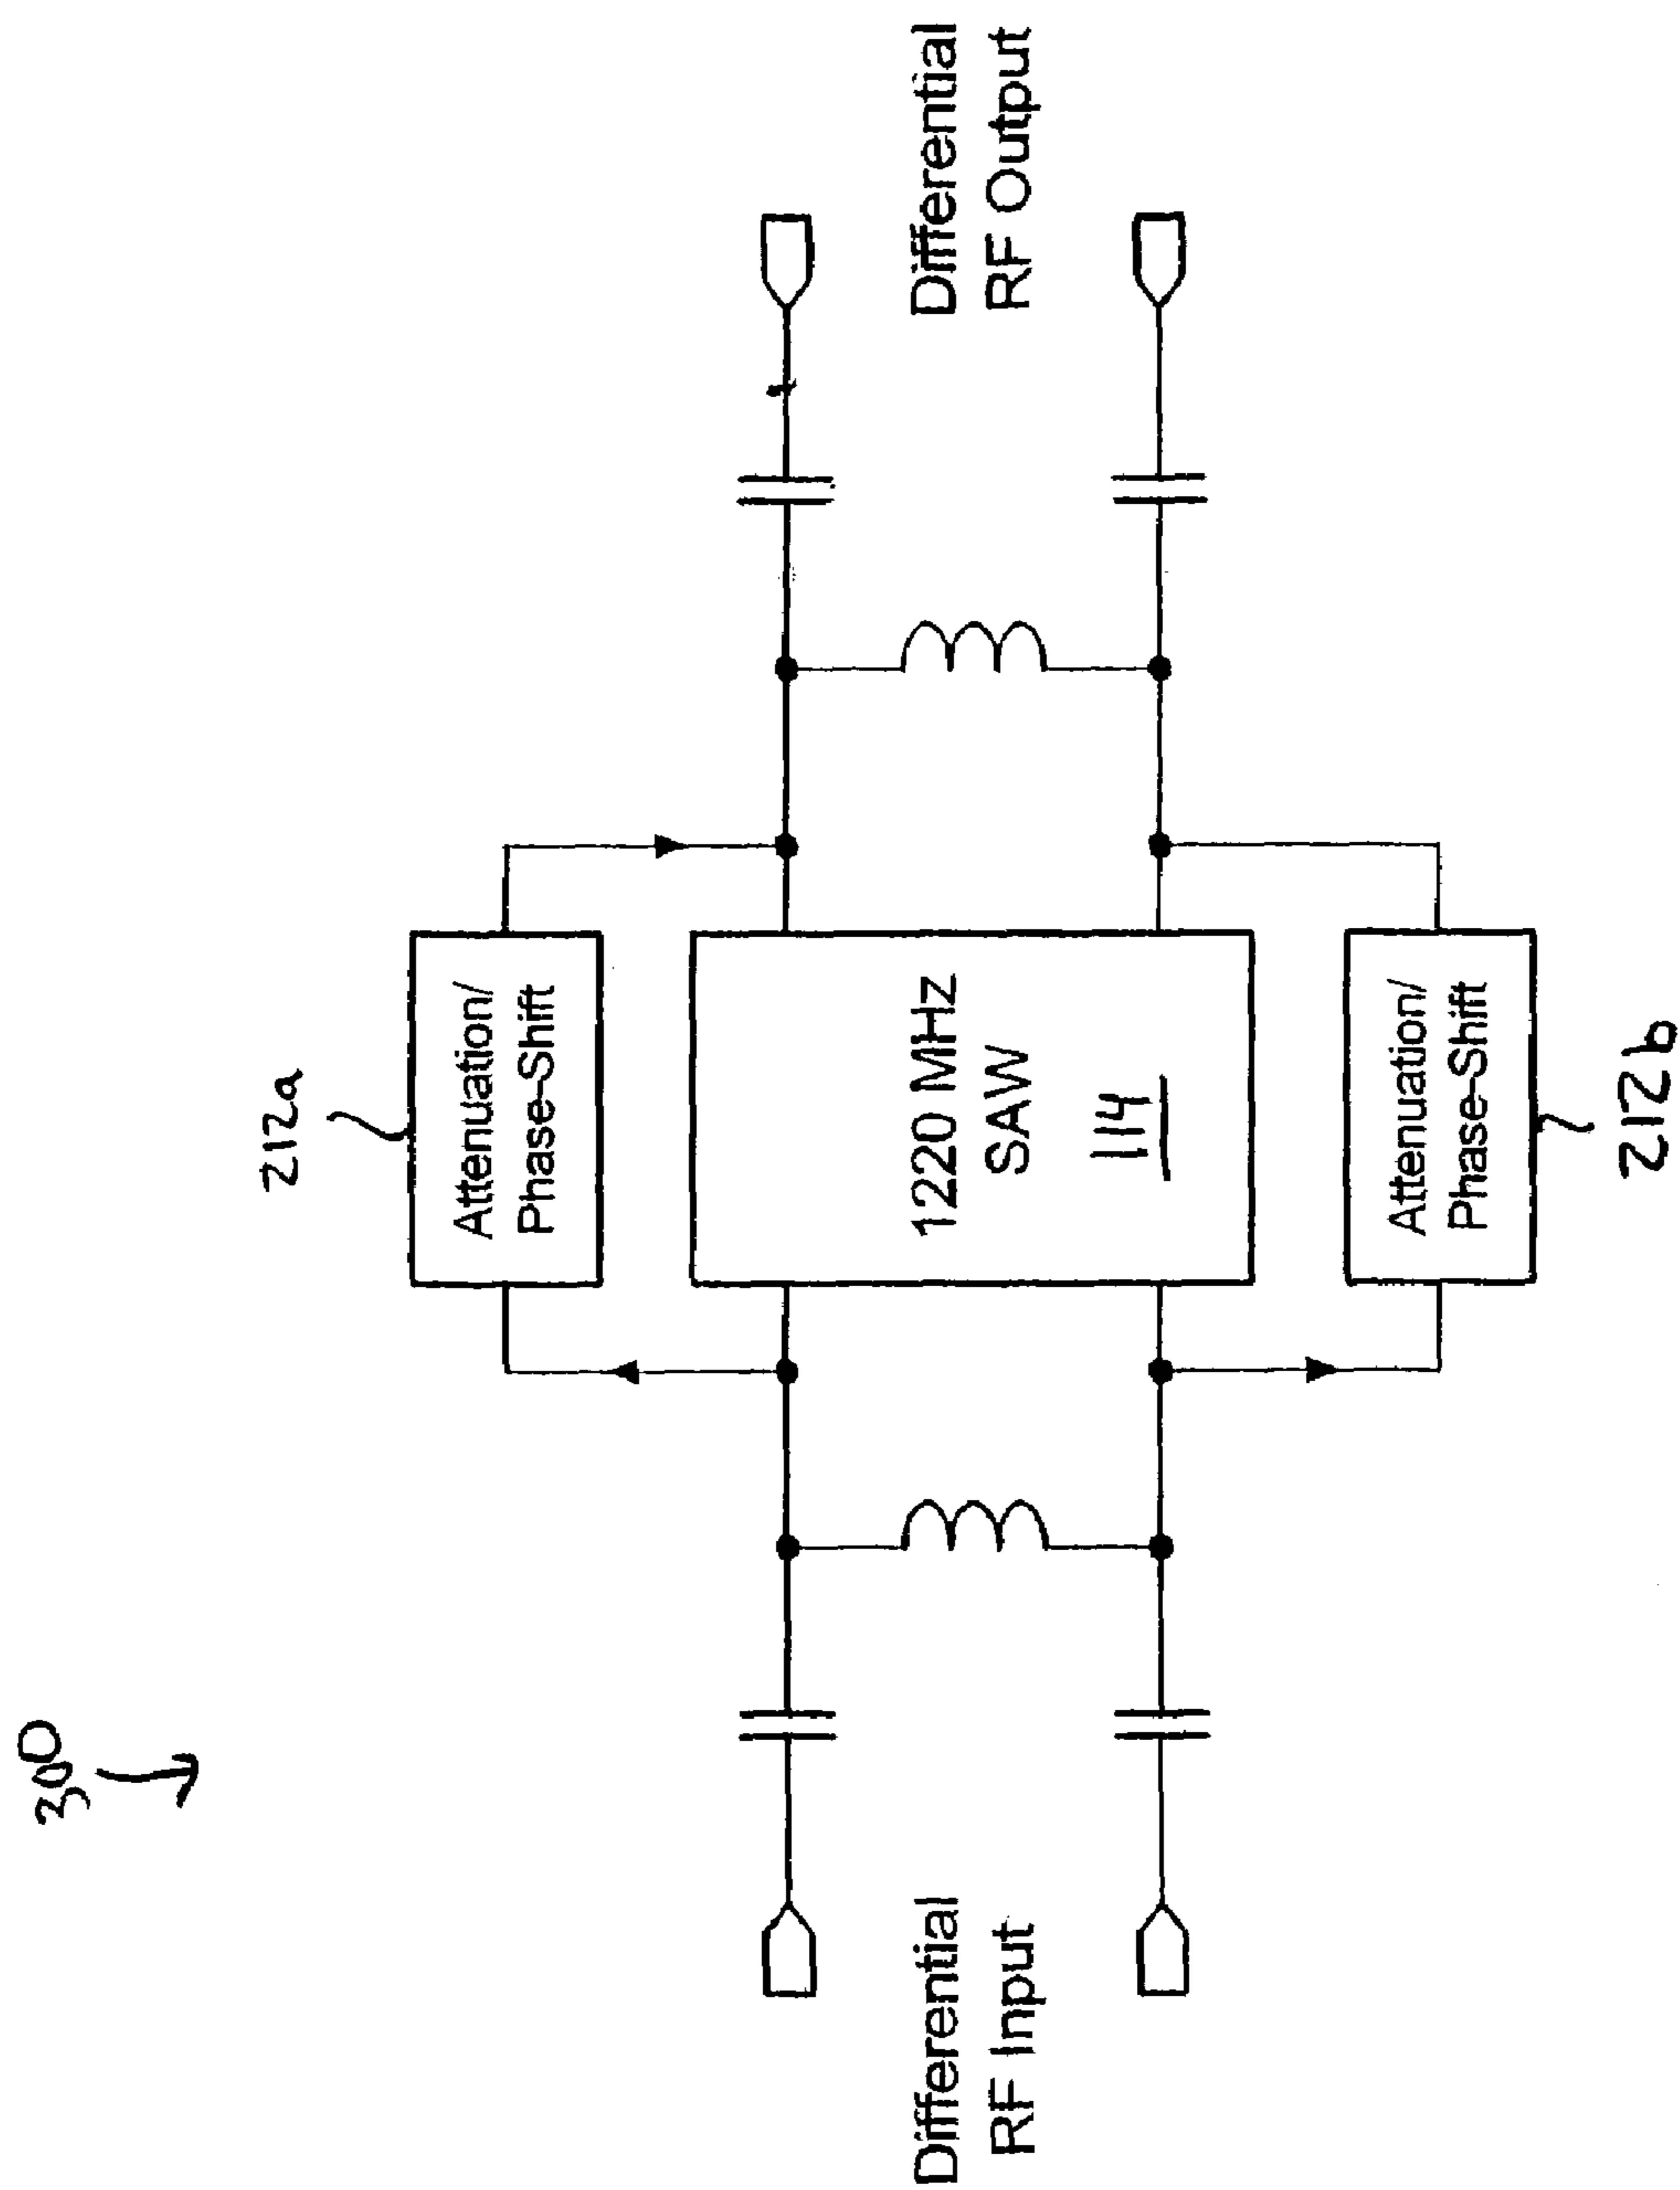 300
212a
Attenuation/
Phase-Shift
Differential
RF Input
1220 MHz
SAW
114
Differential
RF Output
Attenuation/
Phase-Shift
212b